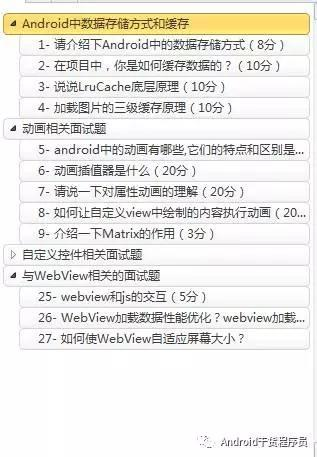 Android中数据存储方式和缓存
1- 请介绍下Android中的数据存储方式（8分）
2- 在项目中，你是如何缓存数据的？（10分）
3- 说说LruCache底层原理（10分）
4- 加载图片的三级缓存原理（10分）
动画相关面试题
5- android中的动画有哪些,它们的特点和区别是...
6- 动画插值器是什么（20分）
7- 请说一下对属性动画的理解（20分）
8- 如何让自定义view中绘制的内容执行动画（20...
9- 介绍一下Matrix的作用（3分）
自定义控件相关面试题
与WebView相关的面试题
25- webview和js的交互（5分）
26- WebView加载数据性能优化？webview加载...
27- 如何使WebView自适应屏幕大小？
Android干货程序员